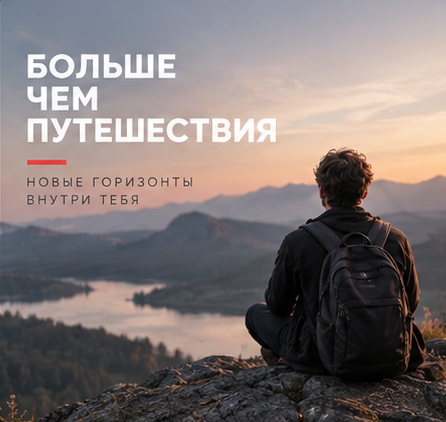 БОЛЬШЕ
ЧЕМ
ПУТЕШЕСТВИЯ
НОВЫЕ ГОРИЗОНТЫ
ВНУТРИ ТЕБЯ